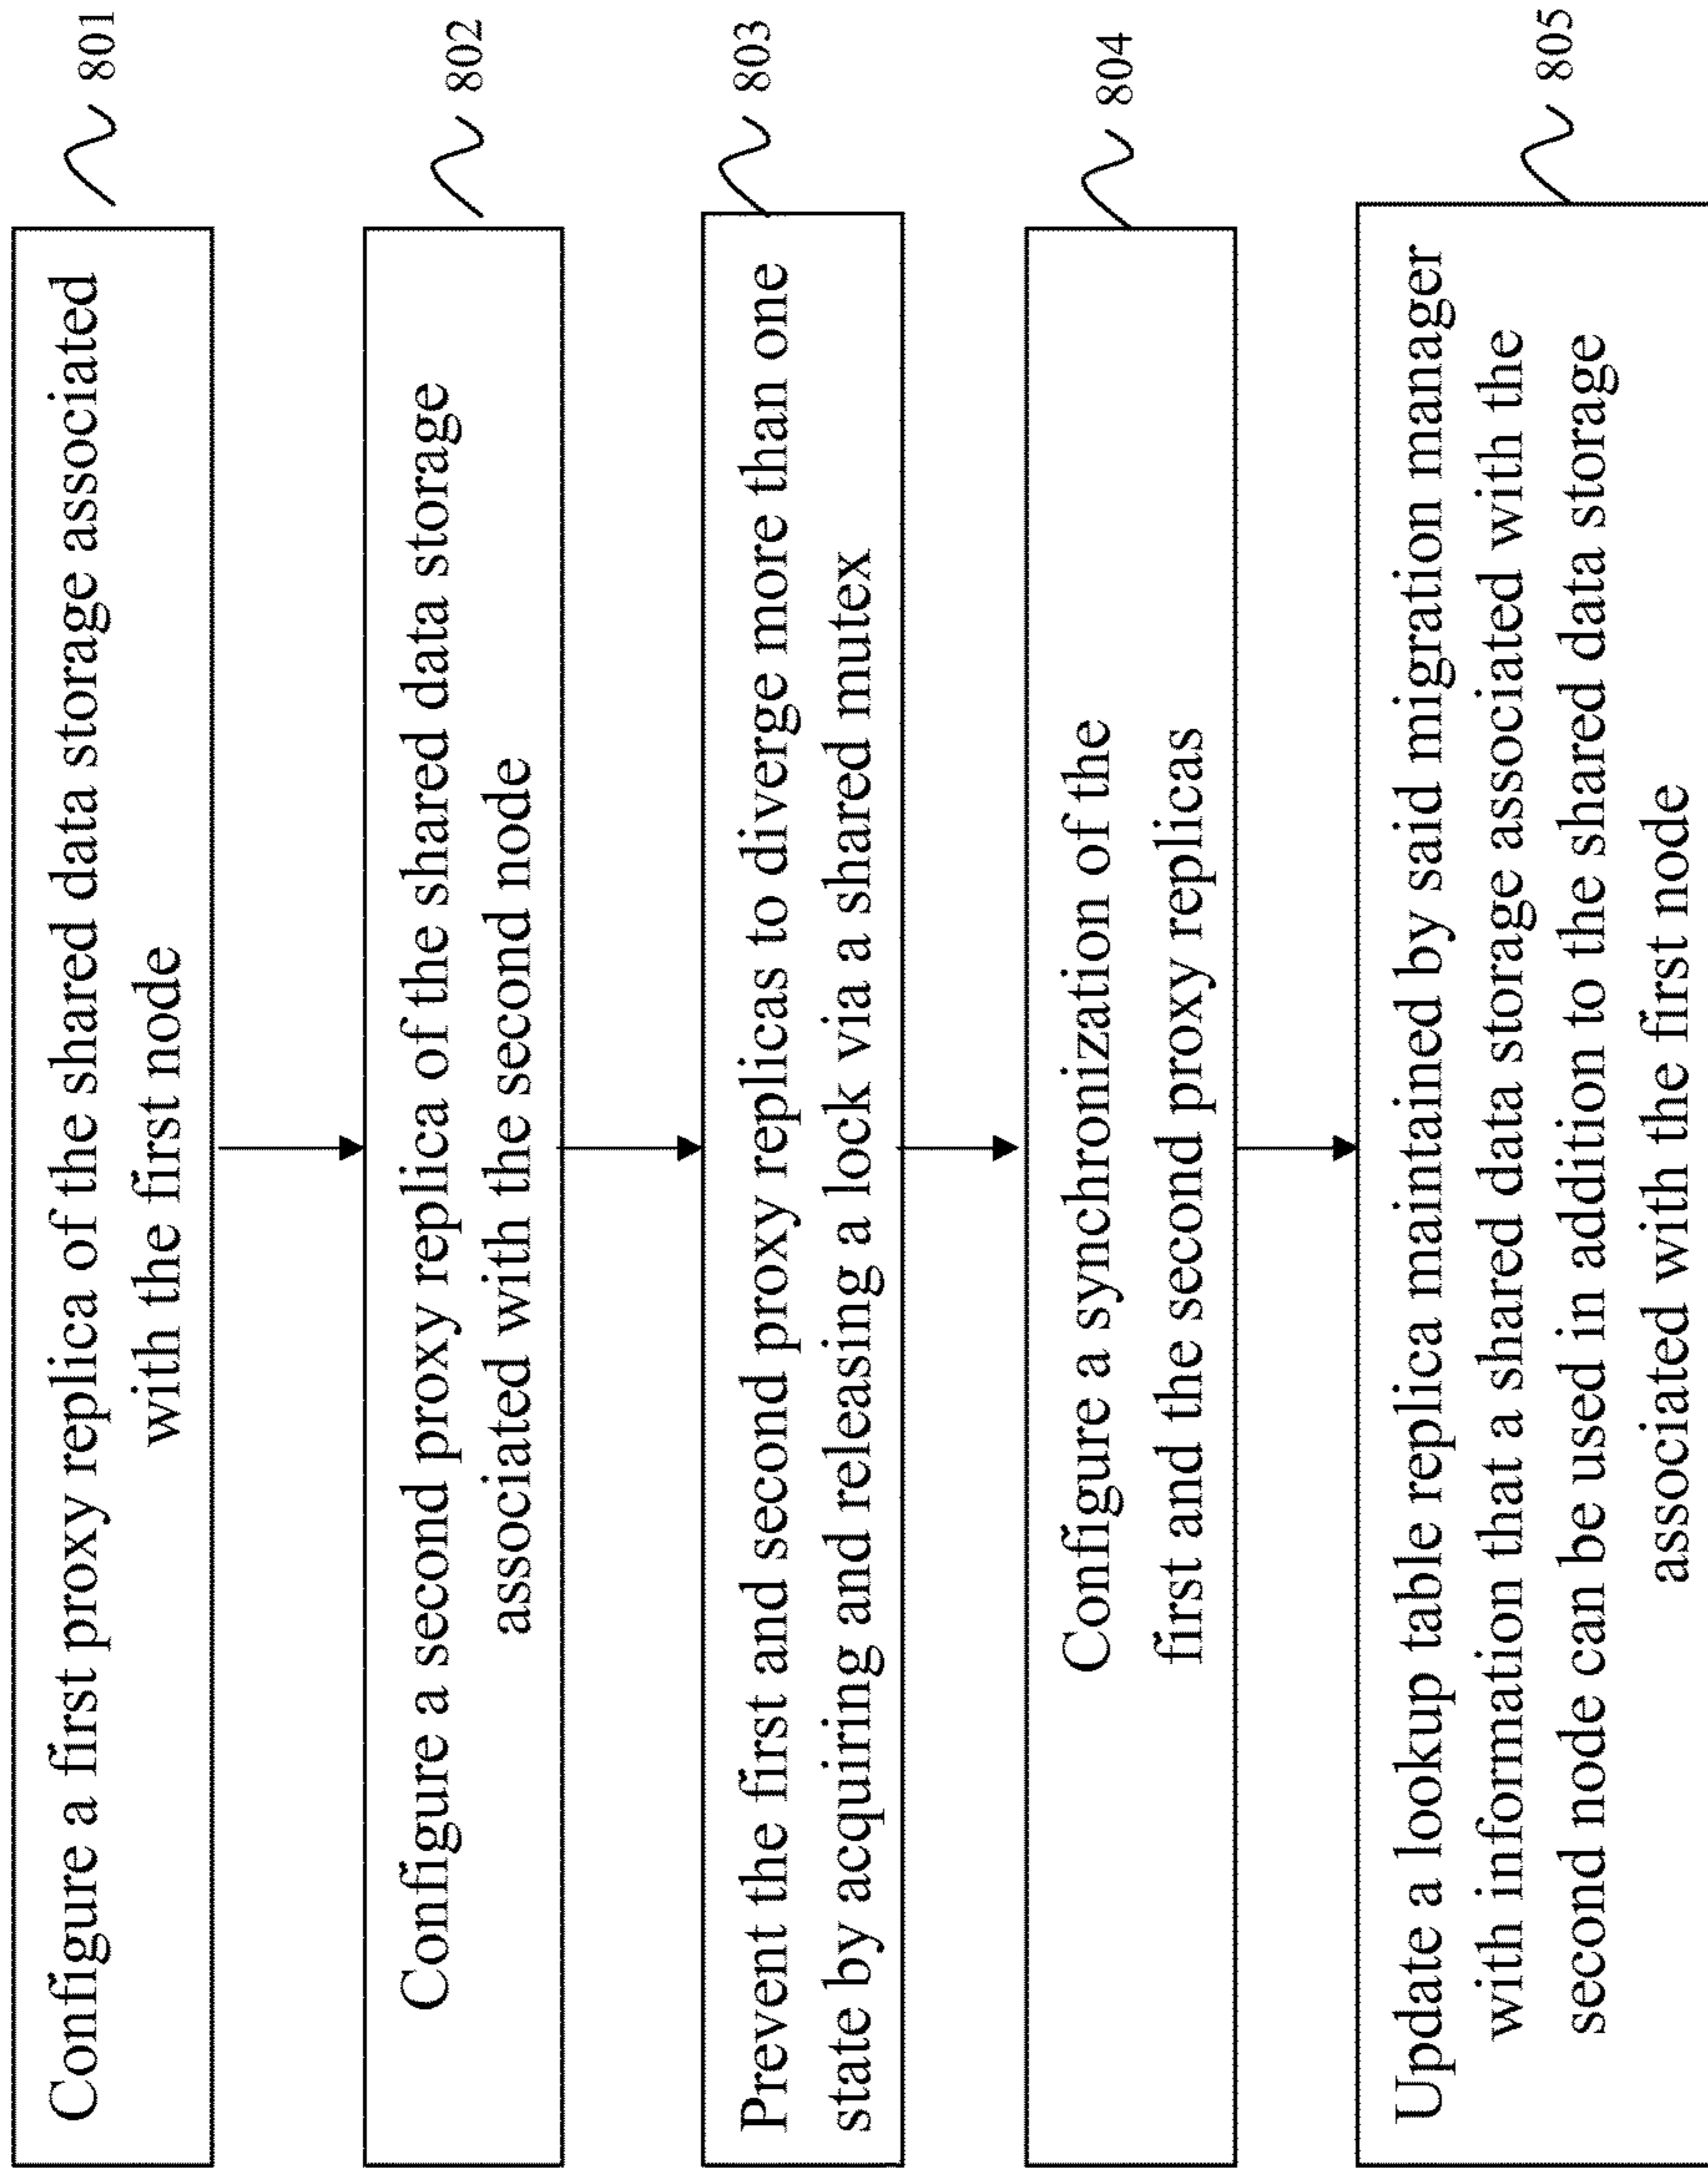 Configure a first proxy replica of the shared data storage associated
with the first node
801
Configure a second proxy replica of the shared data storage
associated with the second node
802
Prevent the first and second proxy replicas to diverge more than one
state by acquiring and releasing a lock via a shared mutex
803
Configure a synchronization of the
first and the second proxy replicas
804
Update a lookup table replica maintained by said migration manager
with information that a shared data storage associated with the
second node can be used in addition to the shared data storage
associated with the first node
805